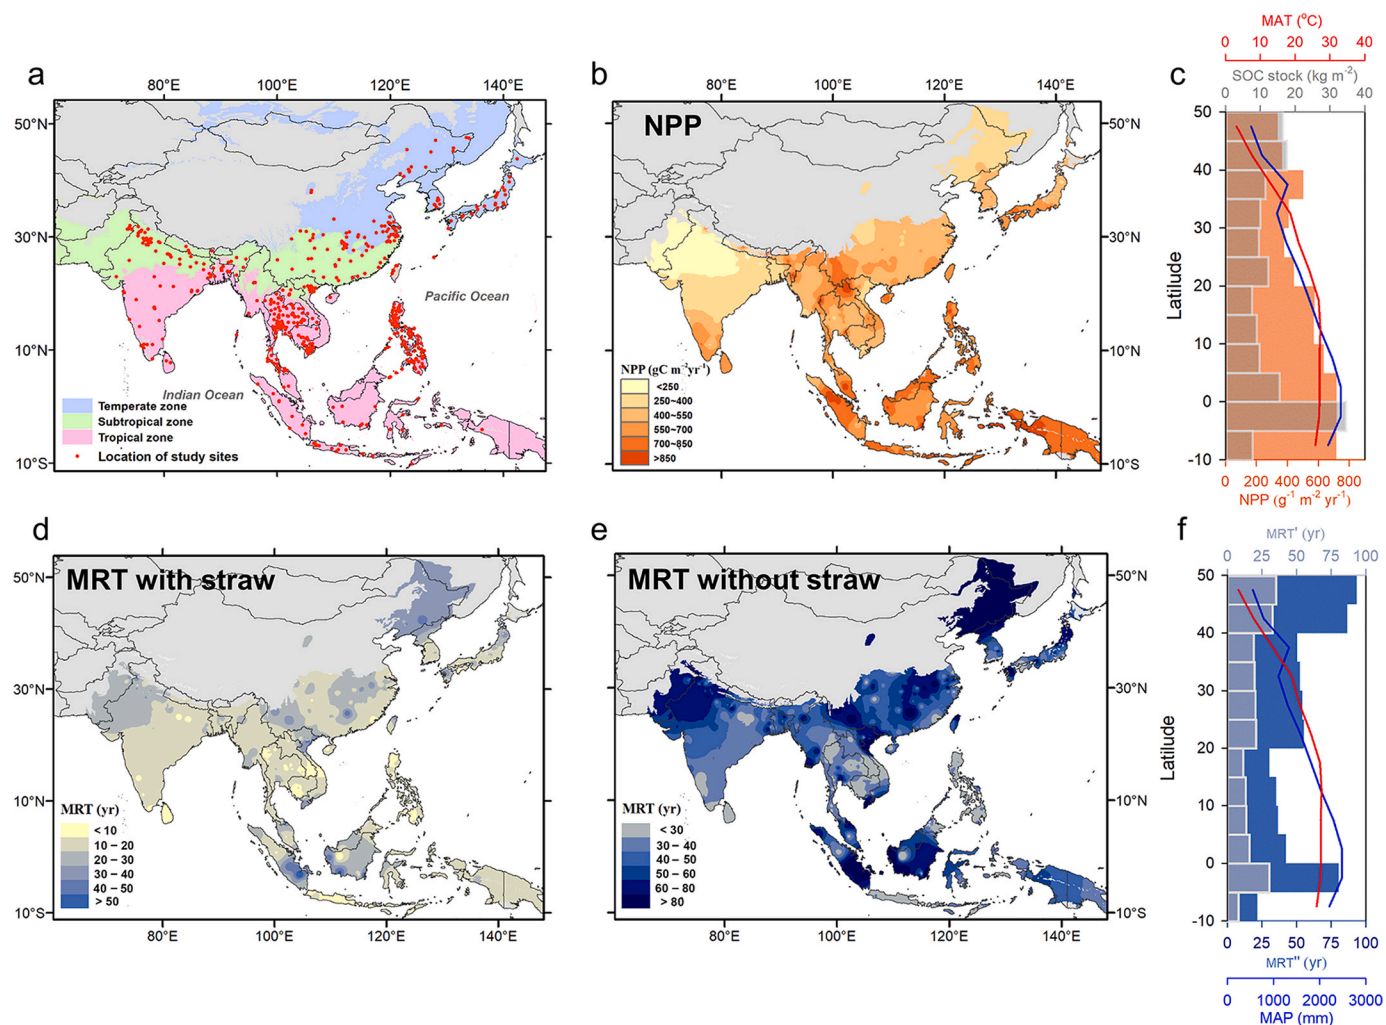 a
80°E 100°E 120°E
50°N
30°N
10°N
10°S
Pacific Ocean
Indian Ocean
Temperate zone
Subtropical zone
Tropical zone
Location of study sites
b
80°E 100°E 120°E
NPP
50°N
30°N
10°N
10°S
NPP (gC m⁻²yr⁻¹)
<250
250~400
400~550
550~700
700~850
>850
MAT (°C)
0 10 20 30 40
c
SOC stock (kg m⁻²)
0 10 20 30 40
50
40
30
20
10
0
-10
Latilude
0 200 400 600 800
NPP (g⁻¹ m⁻² yr⁻¹)
d
MRT with straw
50°N
30°N
10°N
10°S
MRT (yr)
< 10
10 – 20
20 – 30
30 – 40
40 – 50
> 50
80°E 100°E 120°E 140°E
e
MRT without straw
50°N
30°N
10°N
10°S
MRT (yr)
< 30
30 – 40
40 – 50
50 – 60
60 – 80
> 80
80°E 100°E 120°E 140°E
f
MRT' (yr)
0 25 50 75 100
50
40
30
20
10
0
-10
Latilude
0 25 50 75 100
MRT'' (yr)
0 1000 2000 3000
MAP (mm)